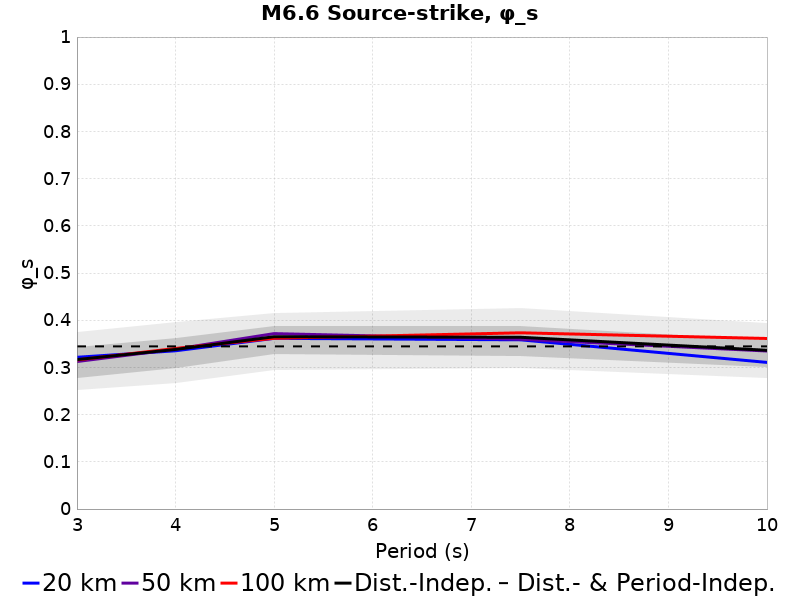 M6.6 Source-strike, φ_s
1
0.9
0.8
0.7
0.6
0.5
0.4
0.3
0.2
0.1
0
φ_s
3 4 5 6 7 8 9 10
Period (s)
20 km 50 km 100 km Dist.-Indep. Dist.- & Period-Indep.